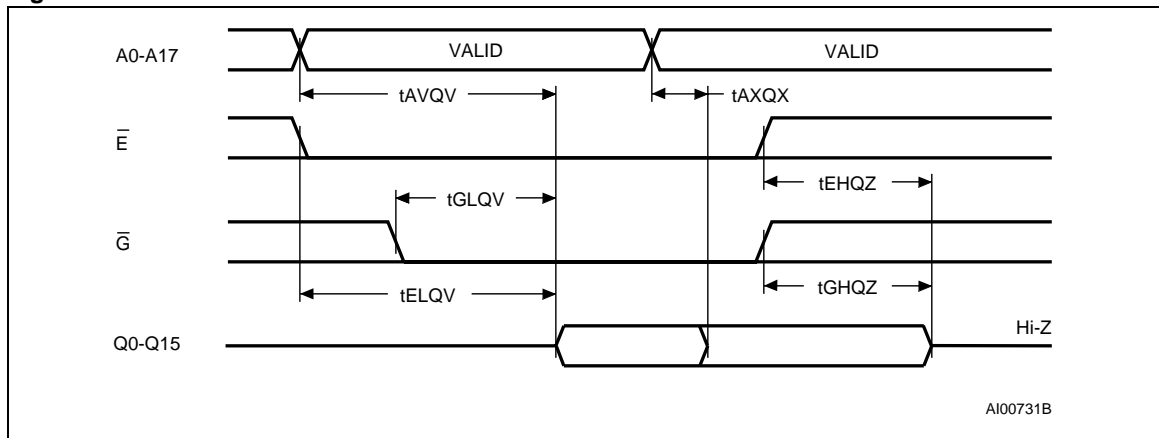 A0-A17
VALID
VALID
tAVQV
tAXQX
E̅
tEHQZ
tGLQV
G̅
tGHQZ
tELQV
Hi-Z
Q0-Q15
AI00731B